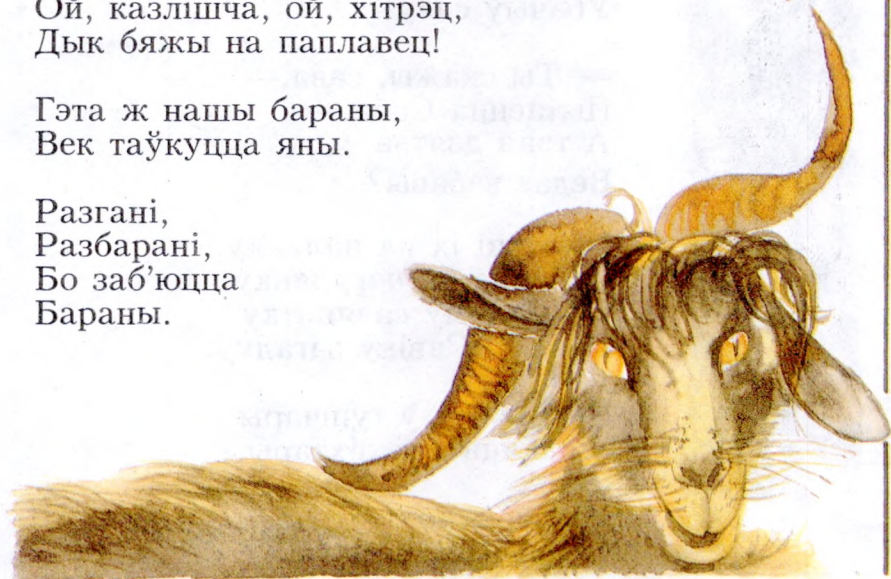 Ой, казлішча, ой, хітрэц,
Дык бяжы на паплавец!
Гэта ж нашы бараны,
Век таўкуцца яны.
Разгані,
Разбарані,
Бо заб’юцца
Бараны.